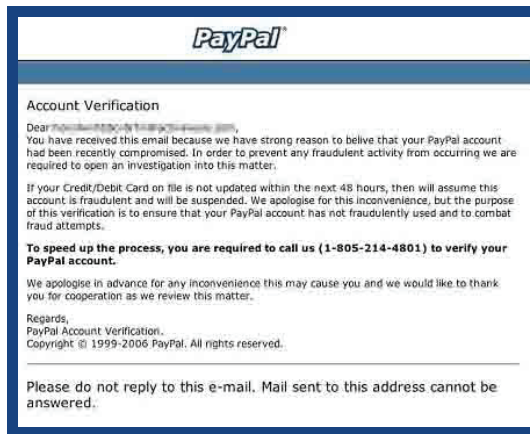 PayPal
Account Verification
Dear
You have received this email because we have strong reason to belive that your PayPal account
had been recently compromised. In order to prevent any fraudulent activity from occurring we are
required to open an investigation into this matter.
If your Credit/Debit Card on file is not updated within the next 48 hours, then will assume this
account is fraudulent and will be suspended. We apologise for this inconvenience, but the purpose
of this verification is to ensure that your PayPal account has not fraudulently used and to combat
fraud attempts.
To speed up the process, you are required to call us (1-805-214-4801) to verify your
PayPal account.
We apologise in advance for any inconvenience this may cause you and we would like to thank
you for cooperation as we review this matter.
Regards,
PayPal Account Verification.
Copyright © 1999-2006 PayPal. All rights reserved.
Please do not reply to this e-mail. Mail sent to this address cannot be
answered.